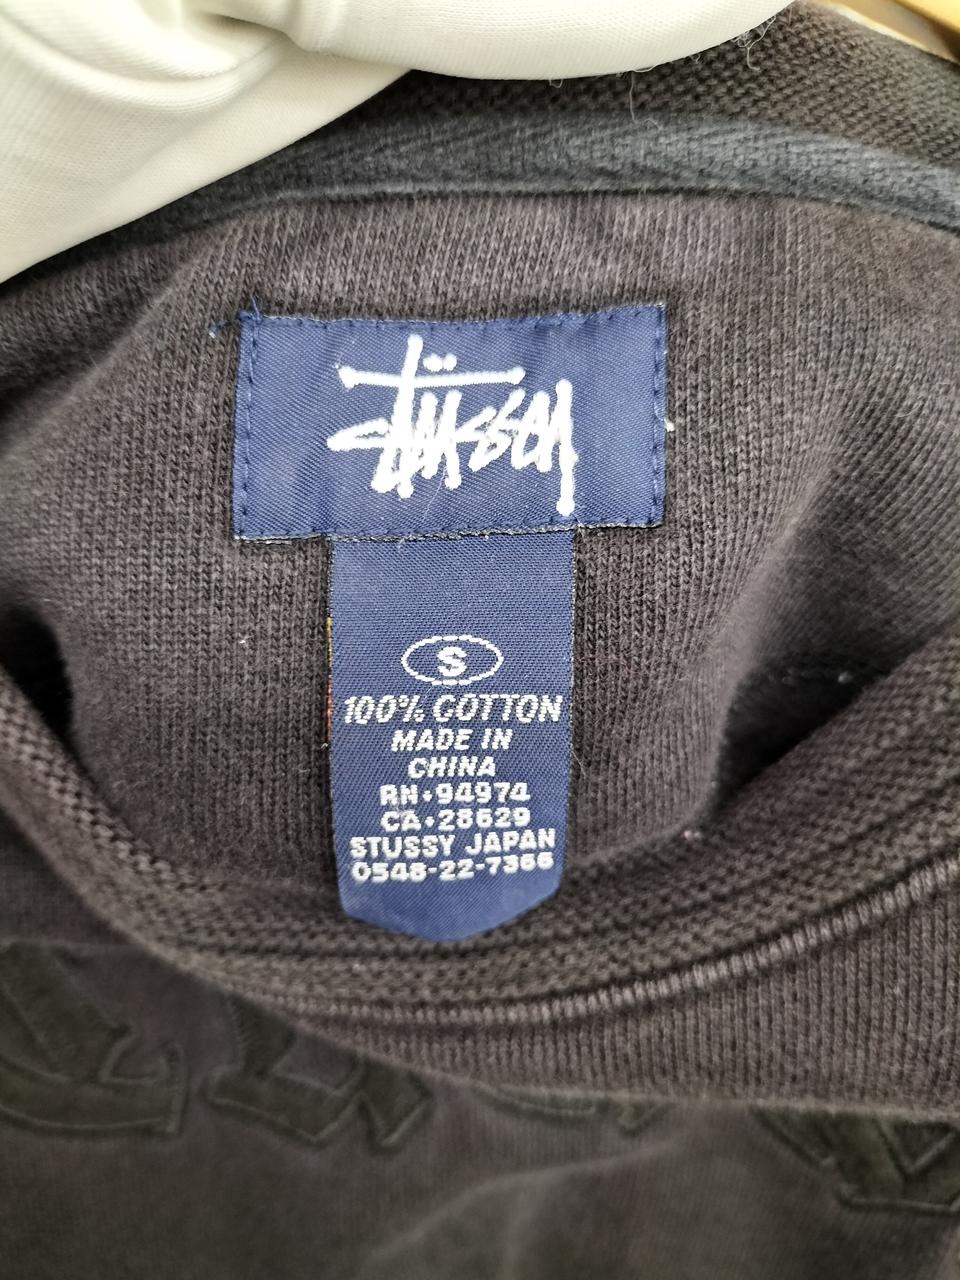 Stüssy
S
100% COTTON
MADE IN
CHINA
RN•94974
CA•28629
STUSSY JAPAN
0548-22-7366